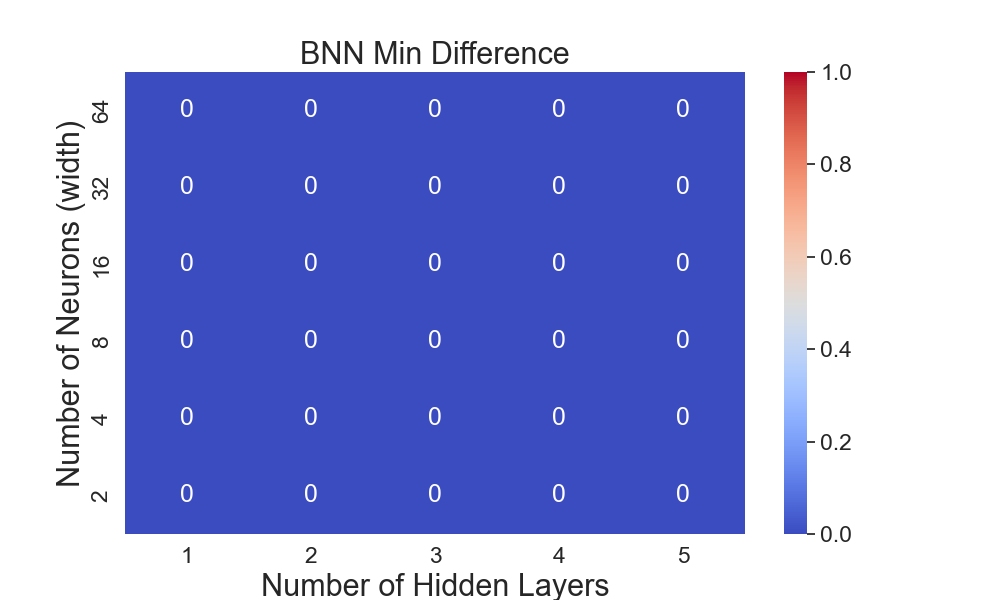 BNN Min Difference
Number of Neurons (width)
64 0 0 0 0 0
32 0 0 0 0 0
16 0 0 0 0 0
8 0 0 0 0 0
4 0 0 0 0 0
2 0 0 0 0 0
1 2 3 4 5
Number of Hidden Layers
1.0
0.8
0.6
0.4
0.2
0.0